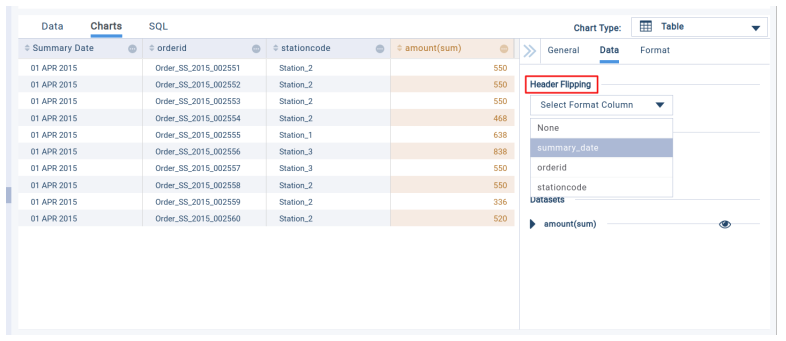 Data Charts SQL Chart Type: Table
Summary Date orderid stationcode amount(sum) General Data Format
01 APR 2015 Order_SS_2015_002551 Station_2 550
01 APR 2015 Order_SS_2015_002552 Station_2 550
01 APR 2015 Order_SS_2015_002553 Station_2 550
01 APR 2015 Order_SS_2015_002554 Station_2 468
01 APR 2015 Order_SS_2015_002555 Station_1 638
01 APR 2015 Order_SS_2015_002556 Station_3 838
01 APR 2015 Order_SS_2015_002557 Station_3 550
01 APR 2015 Order_SS_2015_002558 Station_2 550
01 APR 2015 Order_SS_2015_002559 Station_2 336
01 APR 2015 Order_SS_2015_002560 Station_2 520
Header Flipping
Select Format Column
None
summary_date
orderid
stationcode
Datasets
amount(sum)